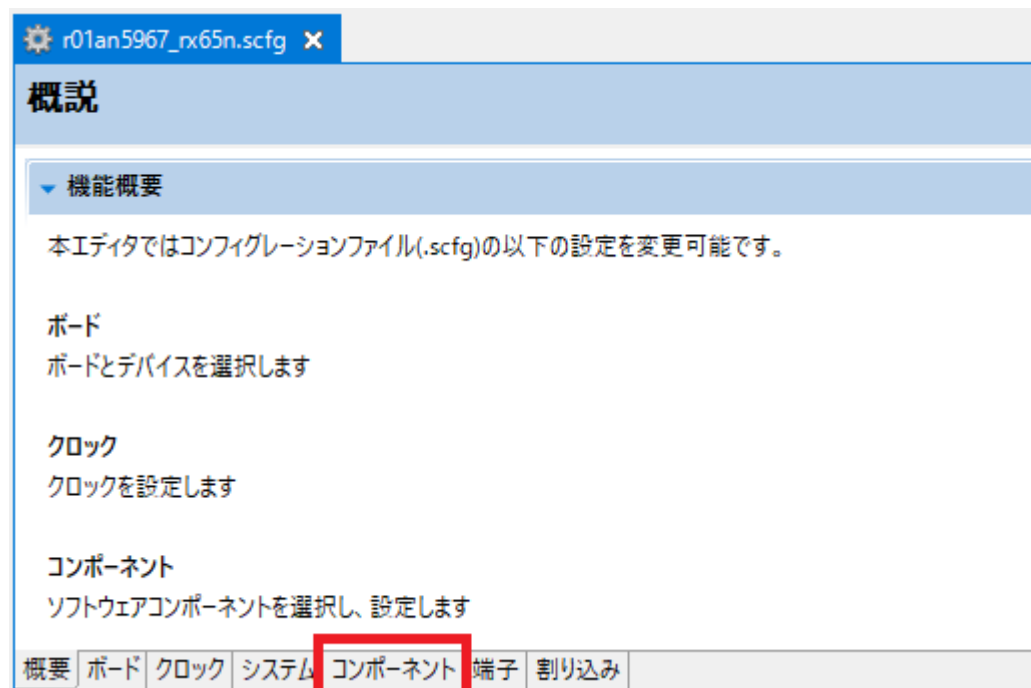 r01an5967_rx65n.scfg
概説
機能概要
本エディタではコンフィグレーションファイル(.scfg)の以下の設定を変更可能です。
ボード
ボードとデバイスを選択します
クロック
クロックを設定します
コンポーネント
ソフトウェアコンポーネントを選択し、設定します
概要 ボード クロック システム コンポーネント 端子 割り込み